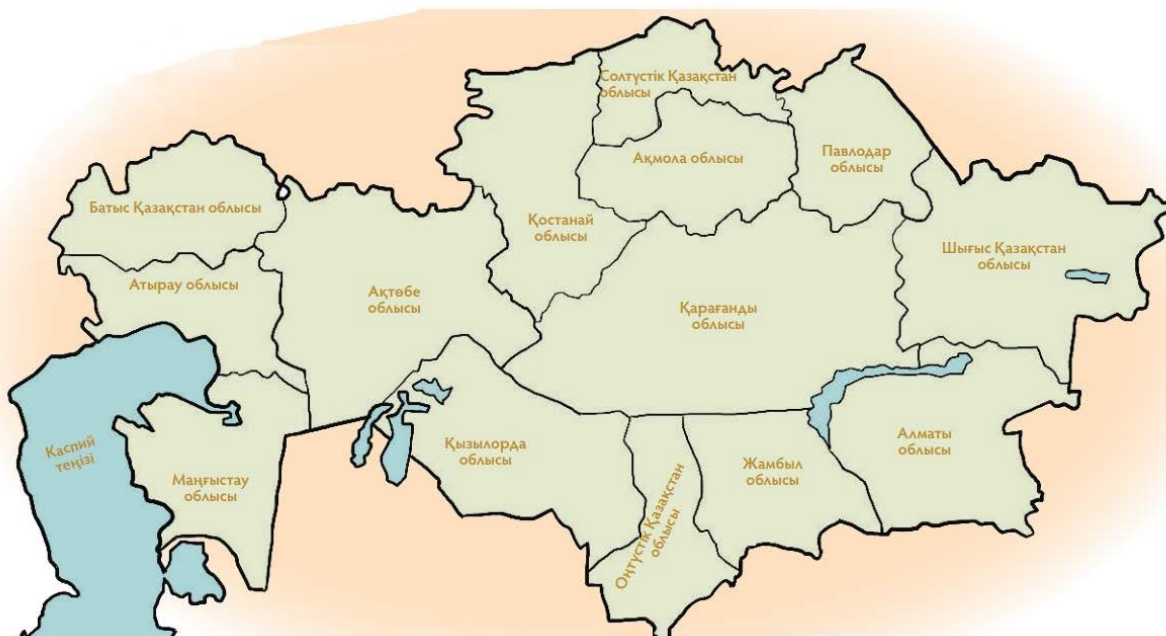 Солтүстік Қазақстан
облысы
Ақмола облысы
Павлодар
облысы
Батыс Қазақстан облысы
Қостанай
облысы
Шығыс Қазақстан
облысы
Атырау облысы
Ақтөбе
облысы
Қарағанды
облысы
Каспий
теңізі
Маңғыстау
облысы
Қызылорда
облысы
Оңтүстік Қазақстан
облысы
Жамбыл
облысы
Алматы
облысы